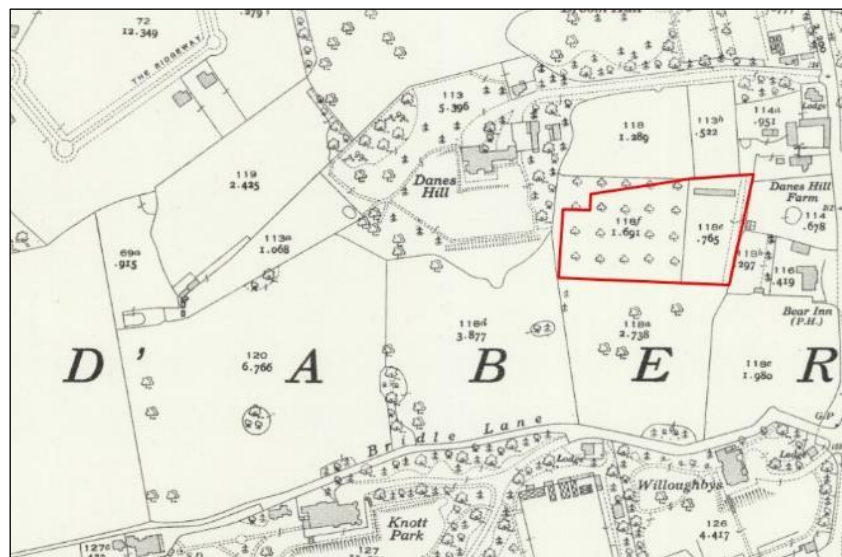 72
12.349
.279
THE RIDGEWAY
113
5.396
118
1.289
113b
.522
114a
.951
Lodge
119
2.425
Danes
Hill
118f
1.691
118e
.765
Danes Hill
Farm
114
.678
69a
.915
113a
1.068
297
116
.419
Bear Inn
(P.H.)
118d
3.877
118a
2.738
118c
1.980
120
6.766
D' A B E R
Bridle Lane
G.P
Lodge
Willoughbys
Lodge
Knott
Park
126
4.417
127c
127